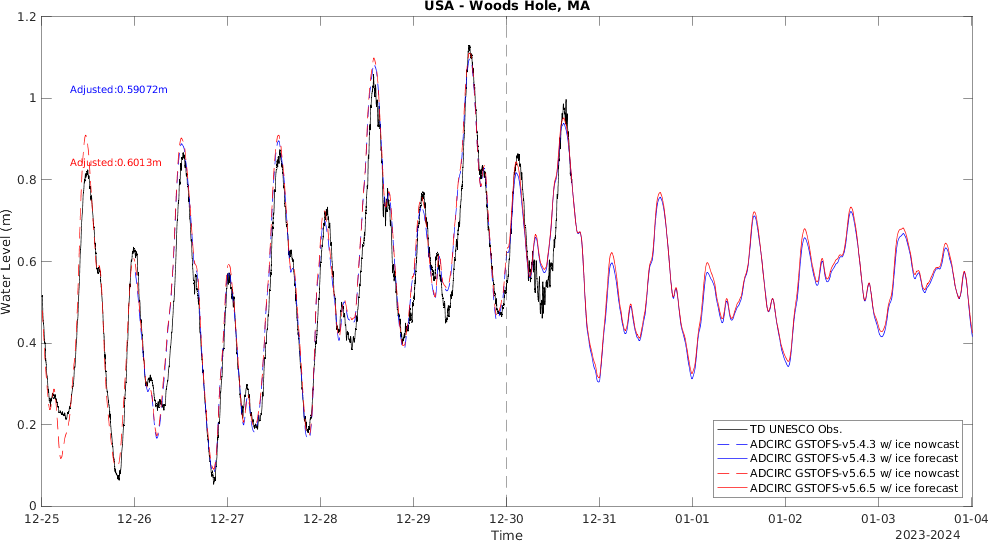 USA - Woods Hole, MA
1.2
1
0.8
0.6
0.4
0.2
0
Water Level (m)
Adjusted:0.59072m
Adjusted:0.6013m
TD UNESCO Obs.
ADCIRC GSTOFS-v5.4.3 w/ ice nowcast
ADCIRC GSTOFS-v5.4.3 w/ ice forecast
ADCIRC GSTOFS-v5.6.5 w/ ice nowcast
ADCIRC GSTOFS-v5.6.5 w/ ice forecast
12-25 12-26 12-27 12-28 12-29 12-30 12-31 01-01 01-02 01-03 01-04
Time
2023-2024